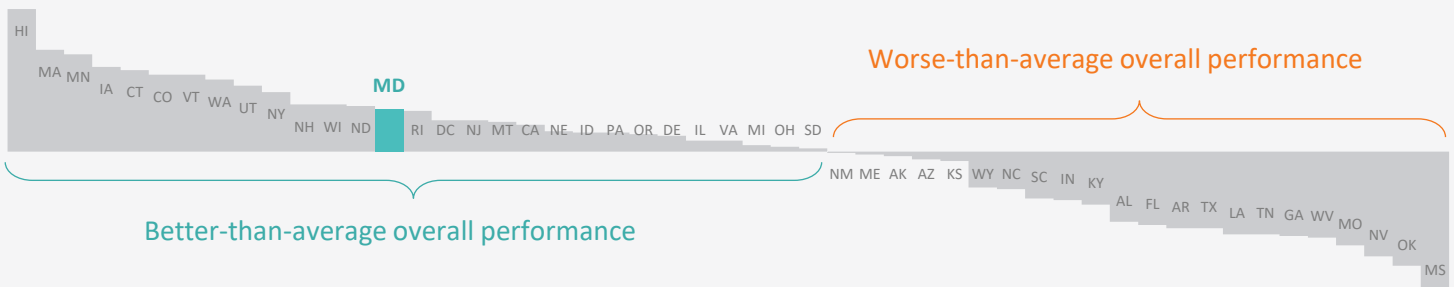 HI
MA MN IA CT CO VT WA UT NY NH WI ND MD RI DC NJ MT CA NE ID PA OR DE IL VA MI OH SD
Worse-than-average overall performance
NM ME AK AZ KS WY NC SC IN KY AL FL AR TX LA TN GA WV MO NV OK MS
Better-than-average overall performance